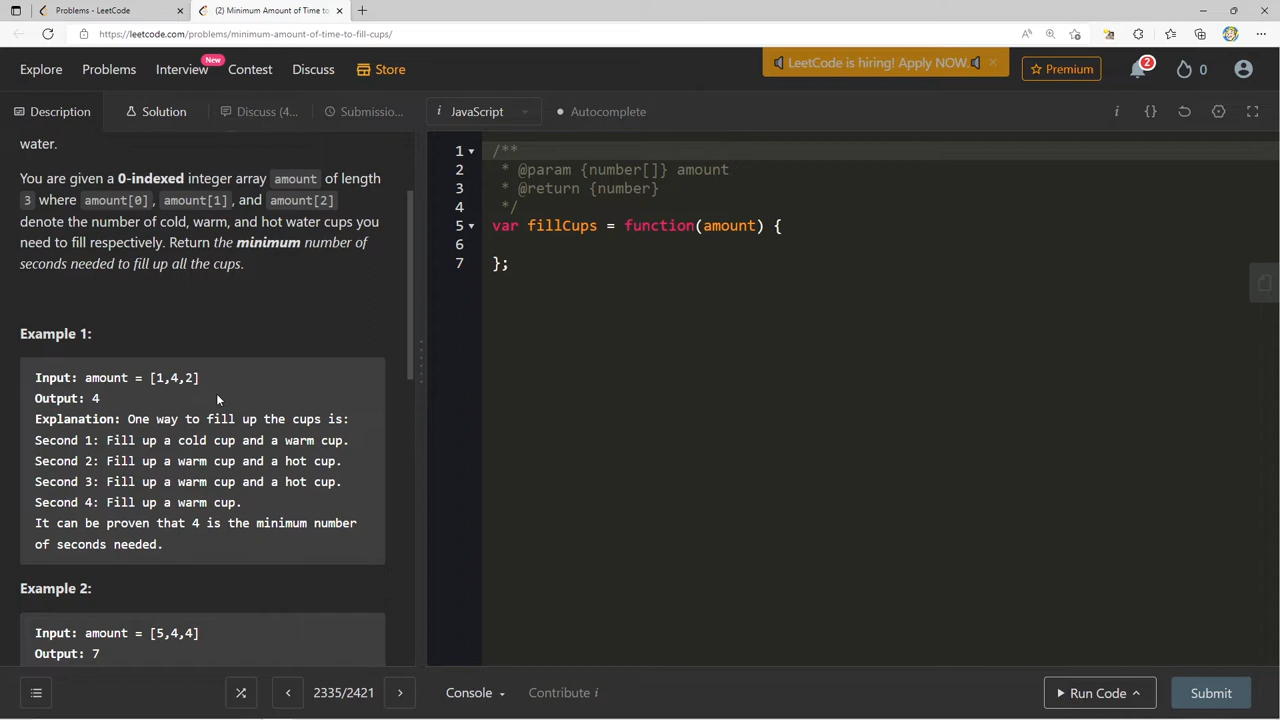 Problems - LeetCode
(2) Minimum Amount of Time to
https://leetcode.com/problems/minimum-amount-of-time-to-fill-cups/
Explore
Problems
Interview
New
Contest
Discuss
Store
LeetCode is hiring! Apply NOW.
Premium
2
0
Description
Solution
Discuss (4...
Submissio...
i JavaScript
Autocomplete
water.
You are given a 0-indexed integer array amount of length
3 where amount[0], amount[1], and amount[2]
denote the number of cold, warm, and hot water cups you
need to fill respectively. Return the minimum number of
seconds needed to fill up all the cups.
Example 1:
Input: amount = [1,4,2]
Output: 4
Explanation: One way to fill up the cups is:
Second 1: Fill up a cold cup and a warm cup.
Second 2: Fill up a warm cup and a hot cup.
Second 3: Fill up a warm cup and a hot cup.
Second 4: Fill up a warm cup.
It can be proven that 4 is the minimum number
of seconds needed.
Example 2:
Input: amount = [5,4,4]
Output: 7
1 /**
2 * @param {number[]} amount
3 * @return {number}
4 */
5 var fillCups = function(amount) {
6
7 };
2335/2421
Console
Contribute i
Run Code
Submit